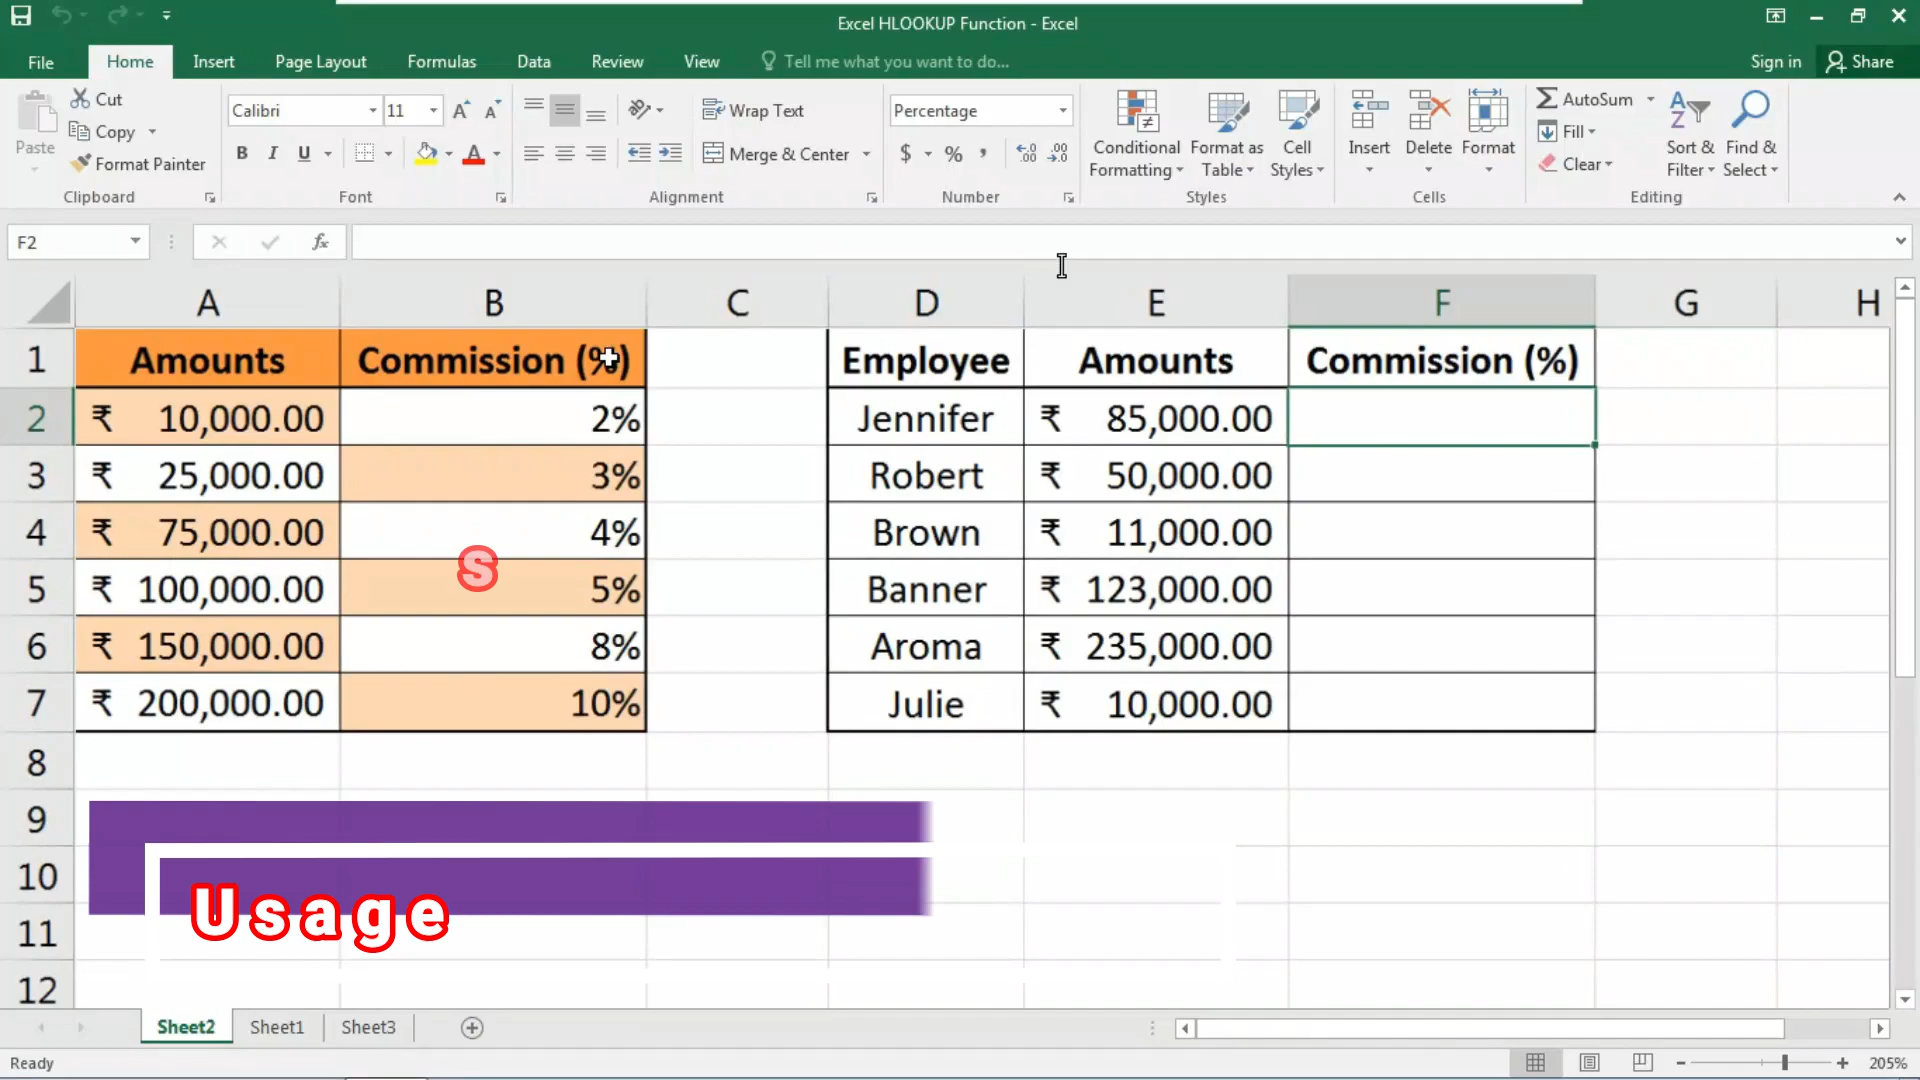 Excel HLOOKUP Function - Excel
File Home Insert Page Layout Formulas Data Review View Tell me what you want to do... Sign in Share
Paste Cut Copy Format Painter Clipboard
Calibri 11 B I U Font
Wrap Text Merge & Center Alignment
Percentage $ % Number
Conditional Formatting Format as Table Cell Styles Styles
Insert Delete Format Cells
AutoSum Fill Clear Sort & Filter Find & Select Editing
F2 fx
A B C D E F G H
1 Amounts Commission (%) Employee Amounts Commission (%)
2 ₹ 10,000.00 2% Jennifer ₹ 85,000.00
3 ₹ 25,000.00 3% Robert ₹ 50,000.00
4 ₹ 75,000.00 4% Brown ₹ 11,000.00
S
5 ₹ 100,000.00 5% Banner ₹ 123,000.00
6 ₹ 150,000.00 8% Aroma ₹ 235,000.00
7 ₹ 200,000.00 10% Julie ₹ 10,000.00
8
9
10
Usage
11
12
Sheet2 Sheet1 Sheet3
Ready 205%